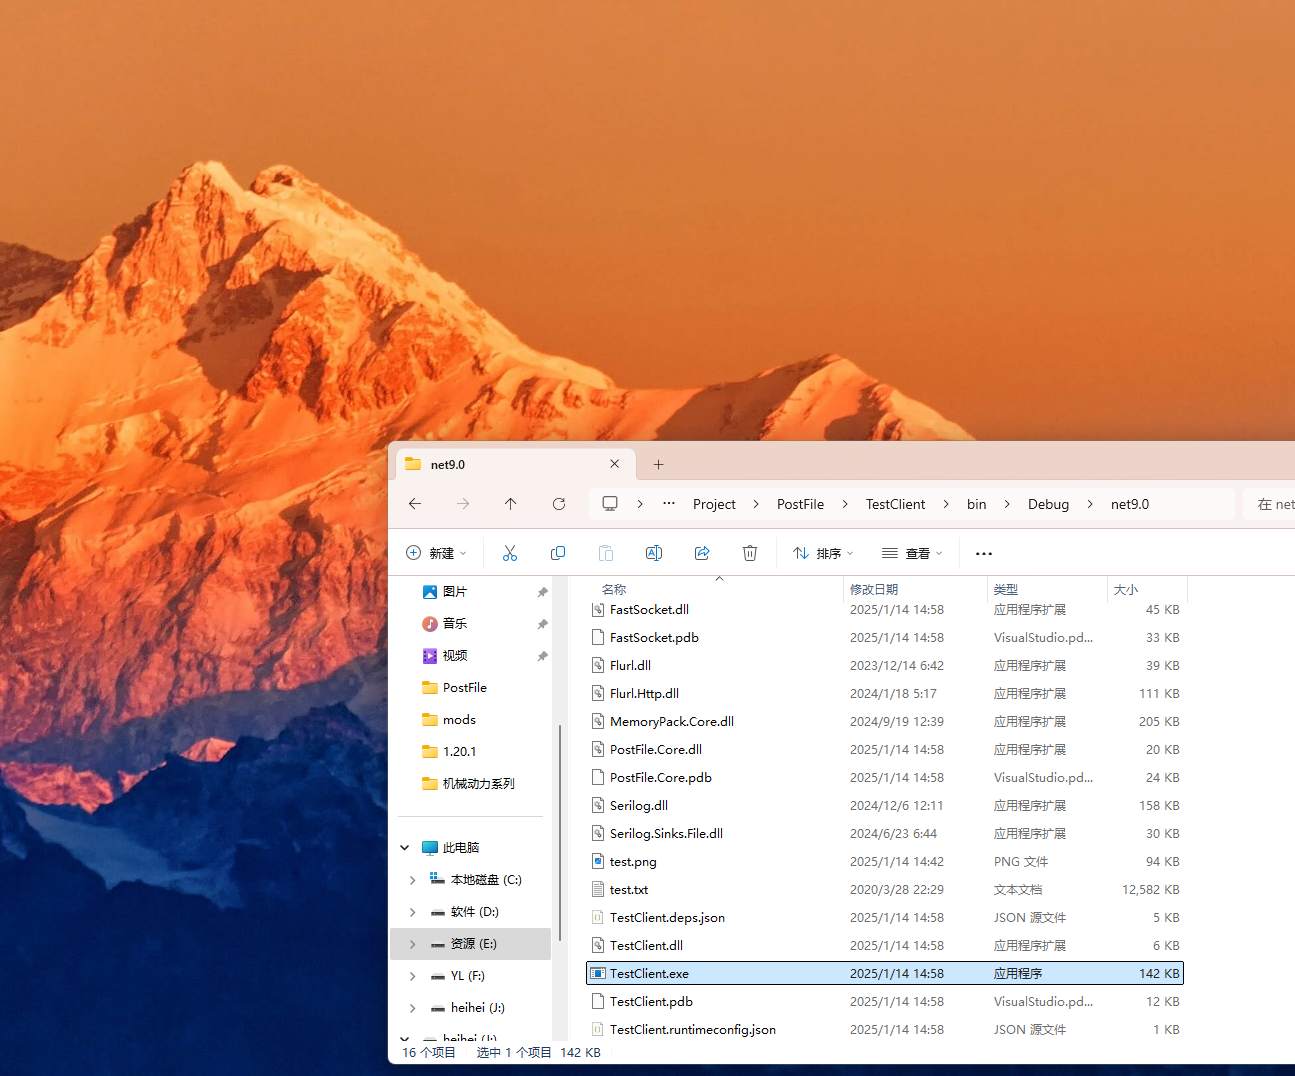 net9.0
Project PostFile TestClient bin Debug net9.0 在 net
新建 排序 查看
图片
音乐
视频
PostFile
mods
1.20.1
机械动力系列
此电脑
本地磁盘 (C:)
软件 (D:)
资源 (E:)
YL (F:)
heihei (J:)
heihei (J:)
名称 修改日期 类型 大小
FastSocket.dll 2025/1/14 14:58 应用程序扩展 45 KB
FastSocket.pdb 2025/1/14 14:58 VisualStudio.pd... 33 KB
Flurl.dll 2023/12/14 6:42 应用程序扩展 39 KB
Flurl.Http.dll 2024/1/18 5:17 应用程序扩展 111 KB
MemoryPack.Core.dll 2024/9/19 12:39 应用程序扩展 205 KB
PostFile.Core.dll 2025/1/14 14:58 应用程序扩展 20 KB
PostFile.Core.pdb 2025/1/14 14:58 VisualStudio.pd... 24 KB
Serilog.dll 2024/12/6 12:11 应用程序扩展 158 KB
Serilog.Sinks.File.dll 2024/6/23 6:44 应用程序扩展 30 KB
test.png 2025/1/14 14:42 PNG 文件 94 KB
test.txt 2020/3/28 22:29 文本文档 12,582 KB
TestClient.deps.json 2025/1/14 14:58 JSON 源文件 5 KB
TestClient.dll 2025/1/14 14:58 应用程序扩展 6 KB
TestClient.exe 2025/1/14 14:58 应用程序 142 KB
TestClient.pdb 2025/1/14 14:58 VisualStudio.pd... 12 KB
TestClient.runtimeconfig.json 2025/1/14 14:58 JSON 源文件 1 KB
16 个项目 选中 1 个项目 142 KB